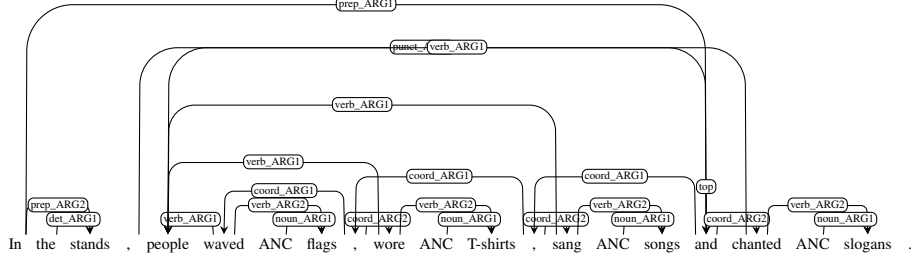 prep_ARG1
punct_A verb_ARG1
verb_ARG1
verb_ARG1
coord_ARG1 coord_ARG1
top
coord_ARG1
prep_ARG2 verb_ARG2 verb_ARG2 verb_ARG2 verb_ARG2
det_ARG1 verb_ARG1 noun_ARG1 coord_ARG2 noun_ARG1 coord_ARG2 noun_ARG1 coord_ARG2 noun_ARG1
In the stands , people waved ANC flags , wore ANC T-shirts , sang ANC songs and chanted ANC slogans .